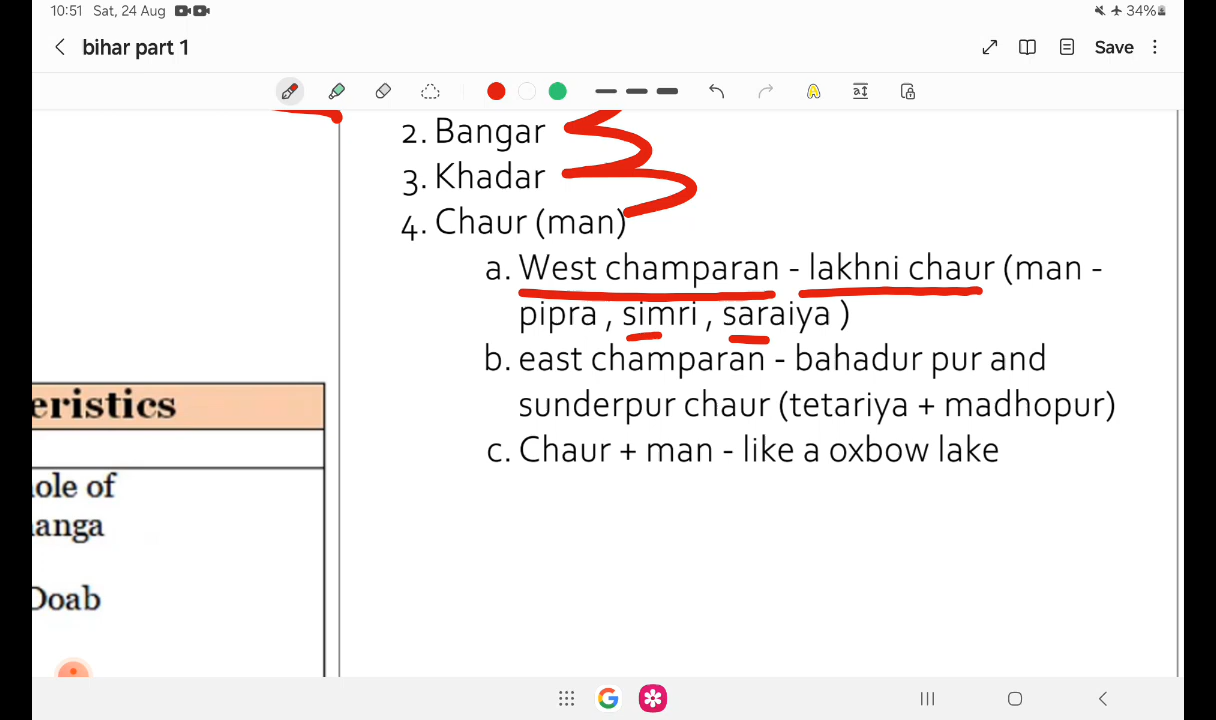 10:51 Sat, 24 Aug
34%
bihar part 1
Save
2. Bangar
3. Khadar
4. Chaur (man)
a. West champaran - lakhni chaur (man -
pipra , simri , saraiya )
b. east champaran - bahadur pur and
sunderpur chaur (tetariya + madhopur)
c. Chaur + man - like a oxbow lake
eristics
ole of
anga
Doab